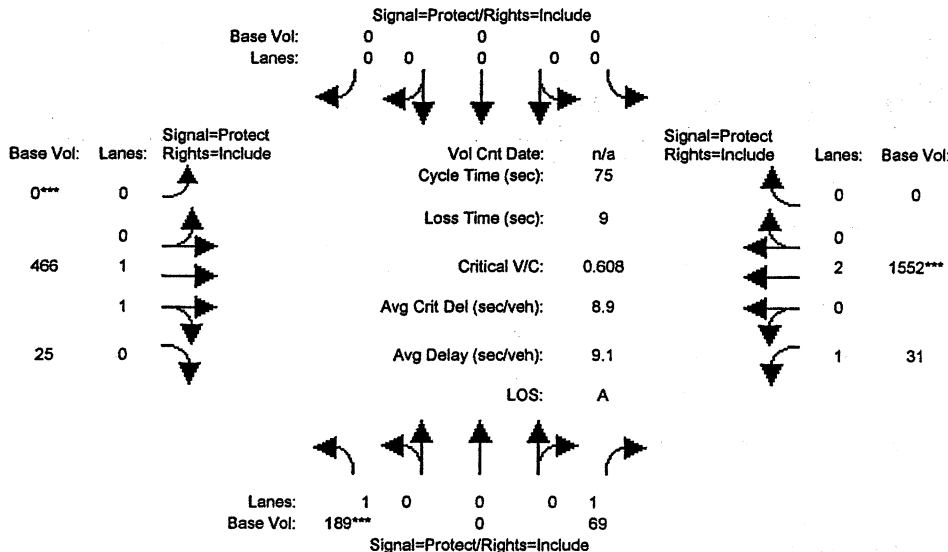 Signal=Protect/Rights=Include
Base Vol: 0 0 0
Lanes: 0 0 0 0 0
Signal=Protect
Base Vol: Lanes: Rights=Include
Vol Cnt Date: n/a
Signal=Protect
Rights=Include Lanes: Base Vol:
Cycle Time (sec): 75
0*** 0
0 0
Loss Time (sec): 9
0
0
466 1
Critical V/C: 0.608
2 1552***
1
Avg Crit Del (sec/veh): 8.9
0
25 0
Avg Delay (sec/veh): 9.1
1 31
LOS: A
Lanes: 1 0 0 0 1
Base Vol: 189*** 0 69
Signal=Protect/Rights=Include